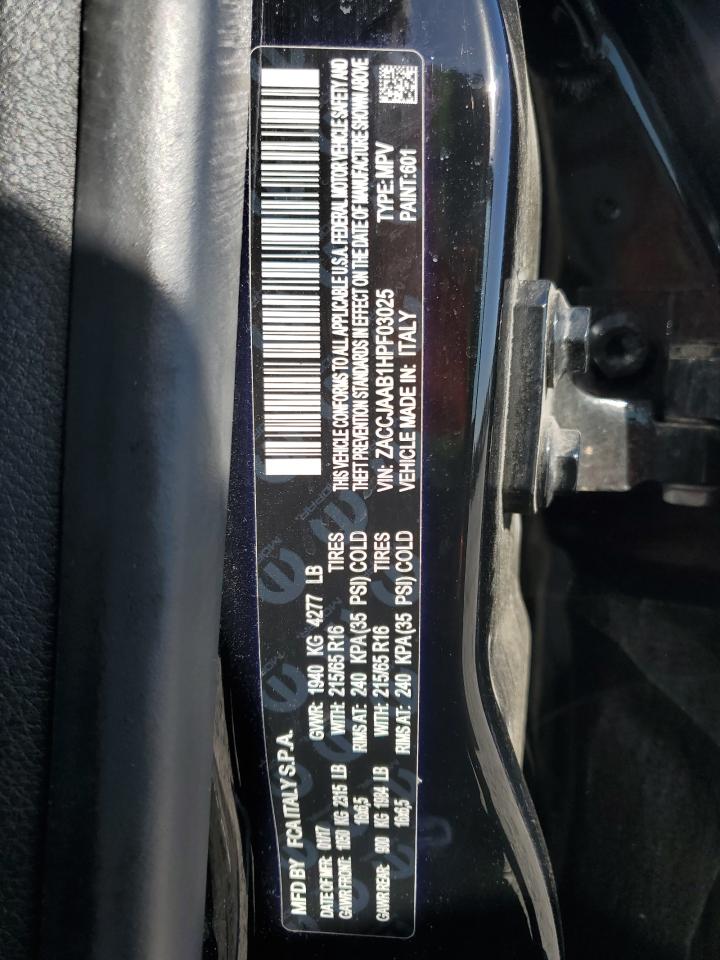 MFD BY FCA ITALY S.P.A.
DATE OF MFR: GVWR: 1940 KG 4277 LB
GAWR FRONT: 1050 KG 2315 LB WITH: 215/65 R16 TIRES
16x6,5 RIMS AT: 240 KPA(35 PSI) COLD
GAWR REAR: 900 KG 1984 LB WITH: 215/65 R16 TIRES
16x6,5 RIMS AT: 240 KPA(35 PSI) COLD
THIS VEHICLE CONFORMS TO ALL APPLICABLE U.S.A. FEDERAL MOTOR VEHICLE SAFETY AND
THEFT PREVENTION STANDARDS IN EFFECT ON THE DATE OF MANUFACTURE SHOWN ABOVE
VIN: ZACCJAAB1HPF03025 TYPE: MPV
VEHICLE MADE IN: ITALY PAINT: 601